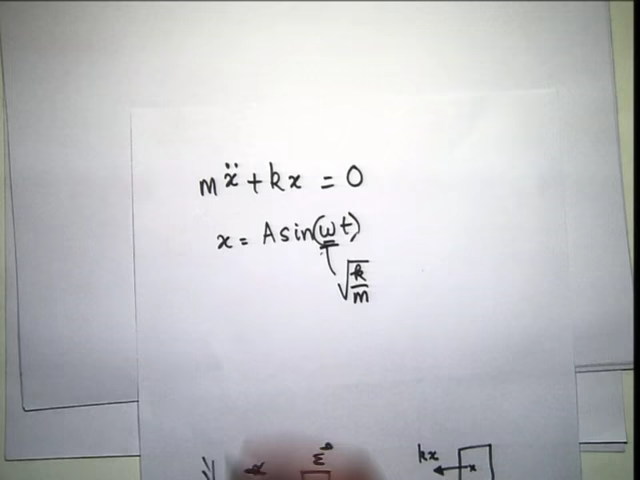 mẍ + kx = 0
x = A sin(ωt)
√(k/m)
kx
x